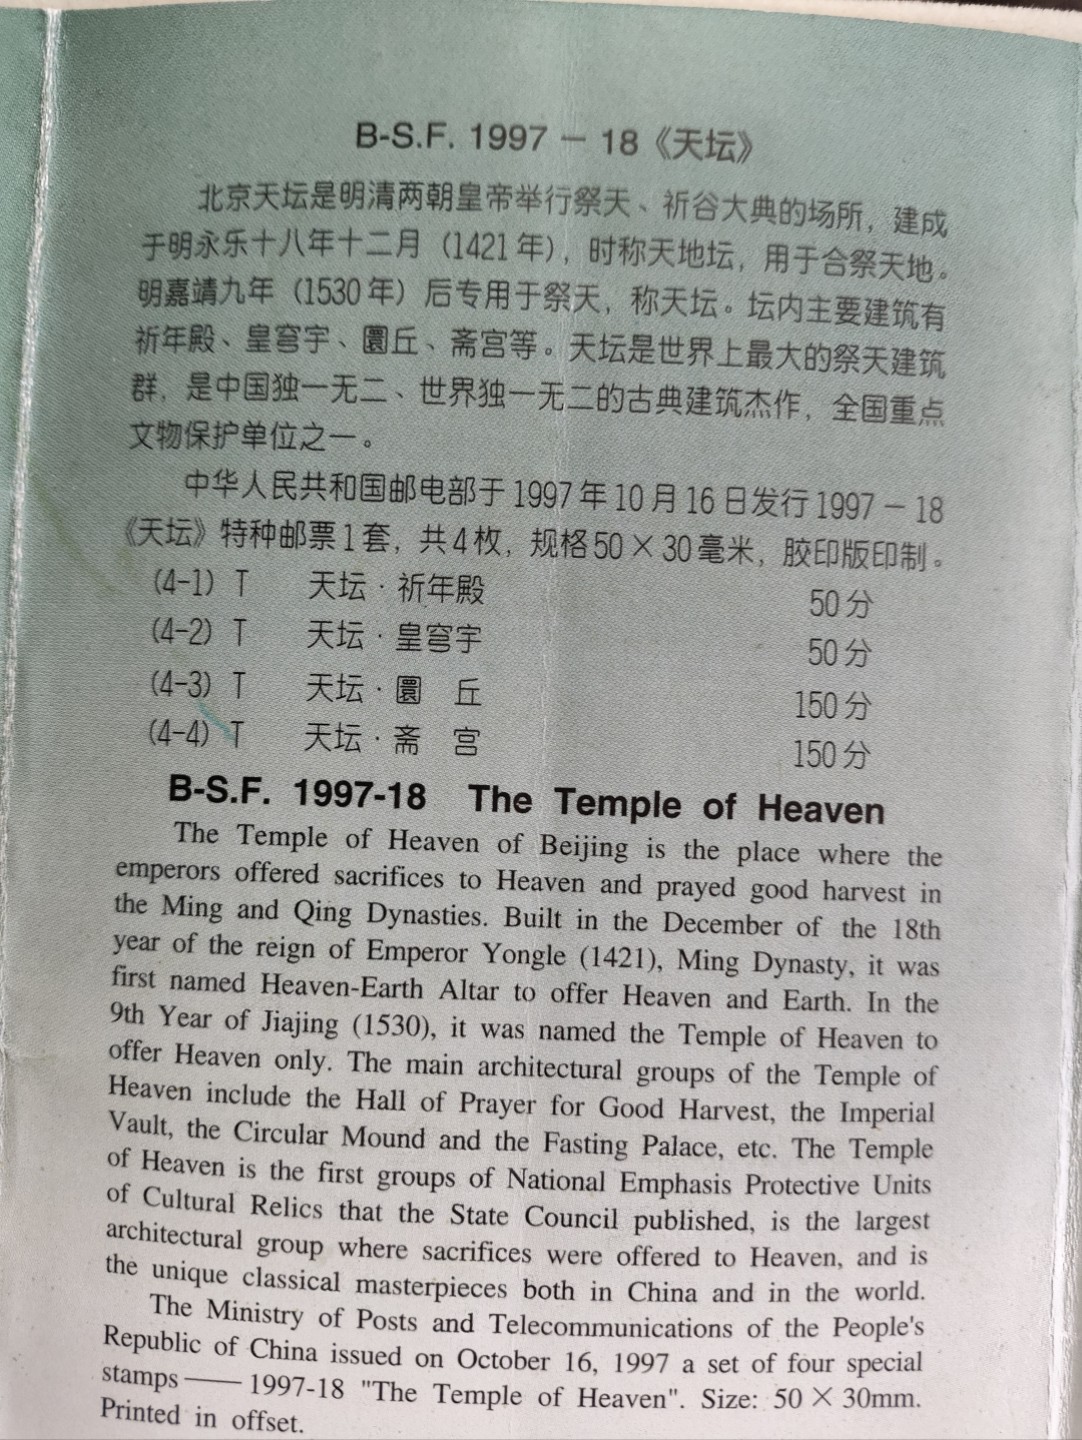 B-S.F. 1997 － 18《天坛》
北京天坛是明清两朝皇帝举行祭天、祈谷大典的场所，建成
于明永乐十八年十二月（1421年），时称天地坛，用于合祭天地。
明嘉靖九年（1530年）后专用于祭天，称天坛。坛内主要建筑有
祈年殿、皇穹宇、圜丘、斋宫等。天坛是世界上最大的祭天建筑
群，是中国独一无二、世界独一无二的古典建筑杰作，全国重点
文物保护单位之一。
中华人民共和国邮电部于1997年10月16日发行1997－18
《天坛》特种邮票1套，共4枚，规格50×30毫米，胶印版印制。
(4-1) T 天坛·祈年殿 50分
(4-2) T 天坛·皇穹宇 50分
(4-3) T 天坛·圜 丘 150分
(4-4) T 天坛·斋 宫 150分
B-S.F. 1997-18 The Temple of Heaven
The Temple of Heaven of Beijing is the place where the
emperors offered sacrifices to Heaven and prayed good harvest in
the Ming and Qing Dynasties. Built in the December of the 18th
year of the reign of Emperor Yongle (1421), Ming Dynasty, it was
first named Heaven-Earth Altar to offer Heaven and Earth. In the
9th Year of Jiajing (1530), it was named the Temple of Heaven to
offer Heaven only. The main architectural groups of the Temple of
Heaven include the Hall of Prayer for Good Harvest, the Imperial
Vault, the Circular Mound and the Fasting Palace, etc. The Temple
of Heaven is the first groups of National Emphasis Protective Units
of Cultural Relics that the State Council published, is the largest
architectural group where sacrifices were offered to Heaven, and is
the unique classical masterpieces both in China and in the world.
The Ministry of Posts and Telecommunications of the People's
Republic of China issued on October 16, 1997 a set of four special
stamps —— 1997-18 "The Temple of Heaven". Size: 50 × 30mm.
Printed in offset.